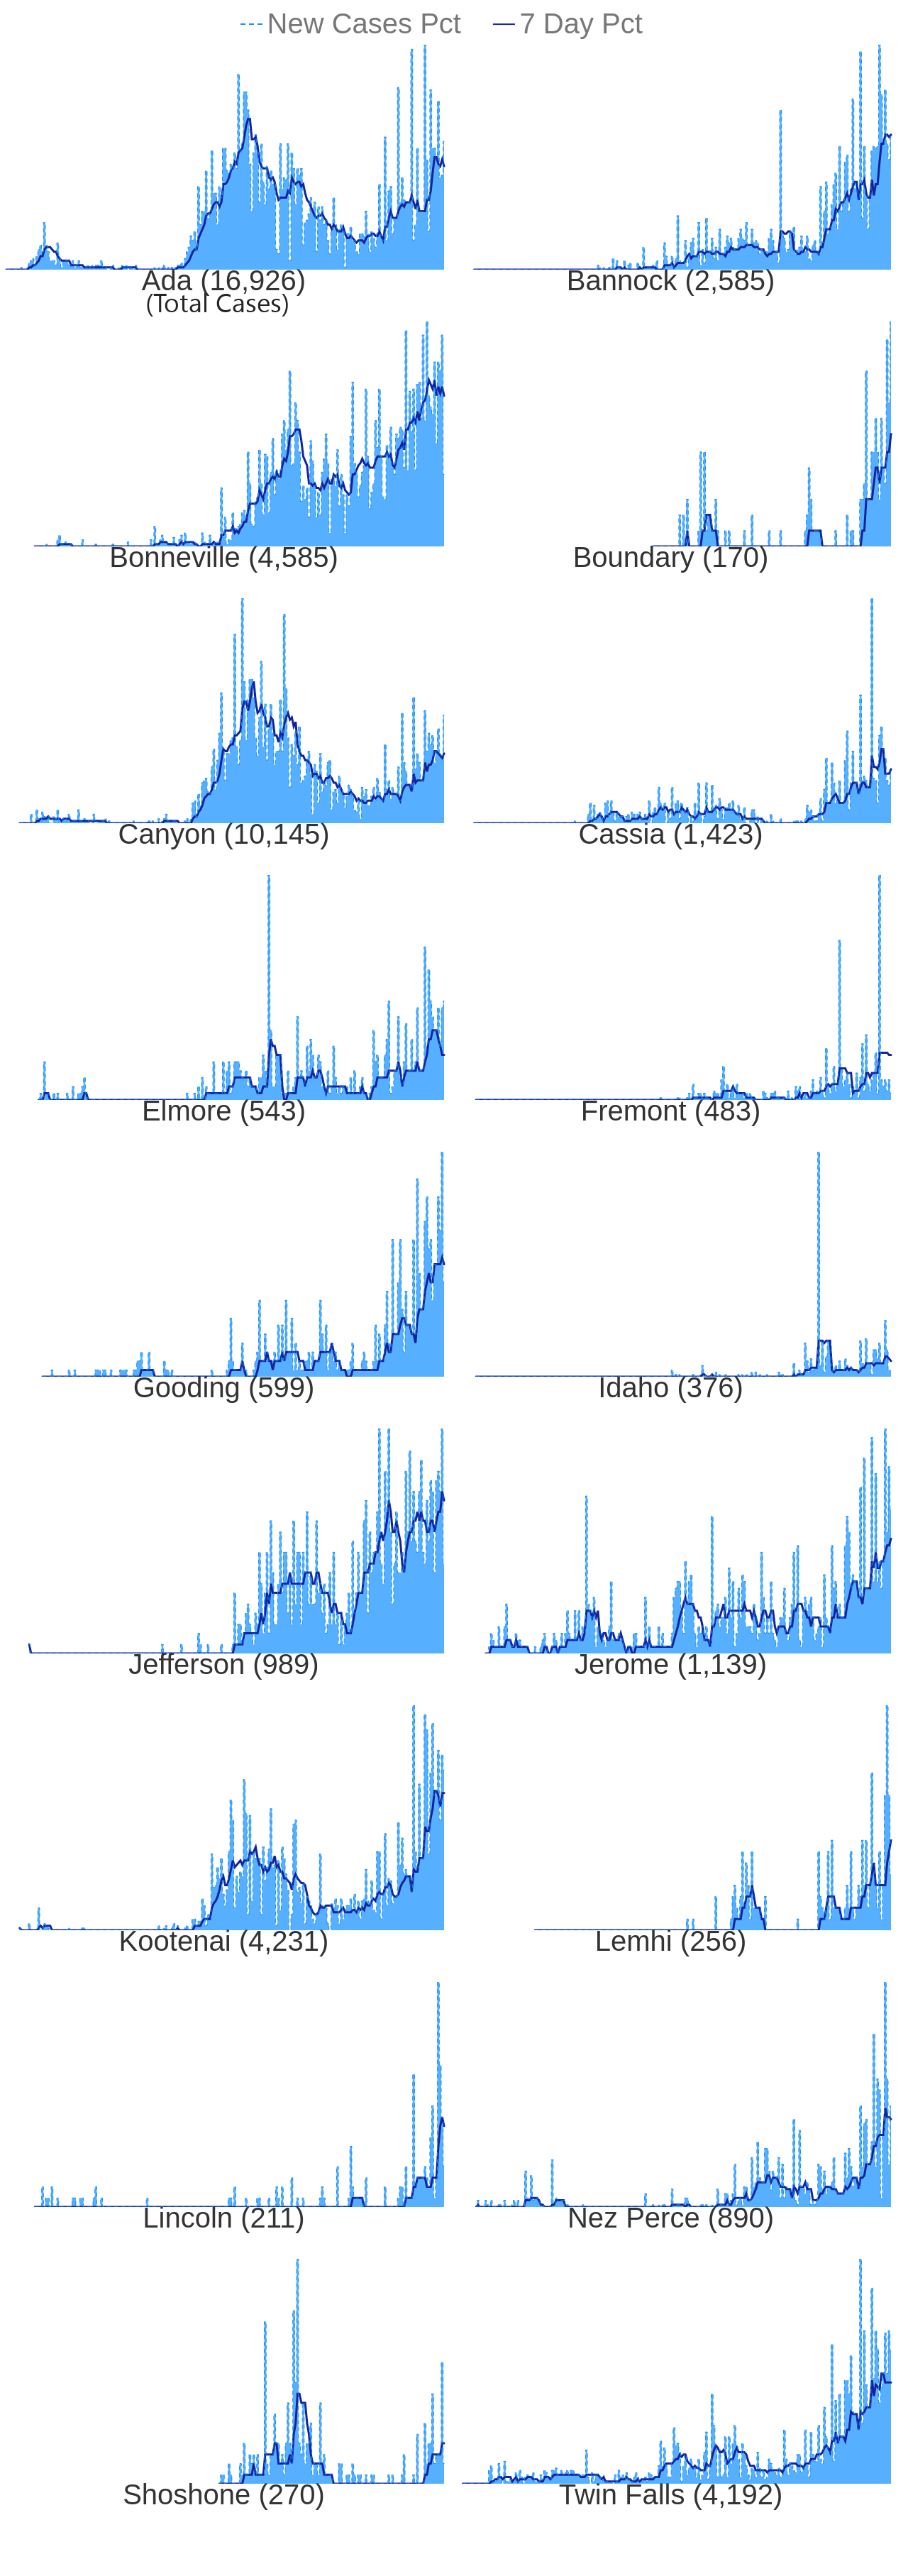 New Cases Pct 7 Day Pct
Ada (16,926) Bannock (2,585)
(Total Cases)
Bonneville (4,585) Boundary (170)
Canyon (10,145) Cassia (1,423)
Elmore (543) Fremont (483)
Gooding (599) Idaho (376)
Jefferson (989) Jerome (1,139)
Kootenai (4,231) Lemhi (256)
Lincoln (211) Nez Perce (890)
Shoshone (270) Twin Falls (4,192)